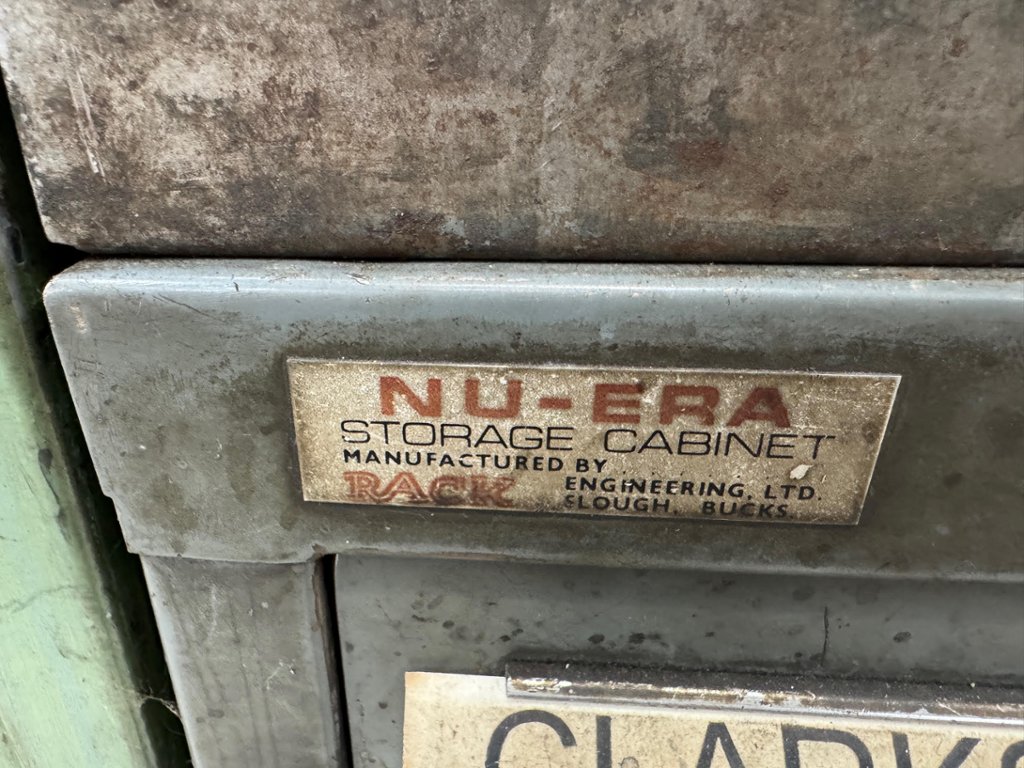 NU-ERA
STORAGE CABINET
MANUFACTURED BY
RACK ENGINEERING, LTD.
SLOUGH, BUCKS.